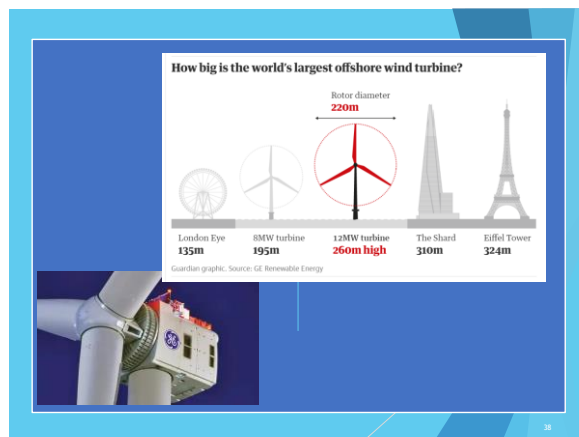 How big is the world's largest offshore wind turbine?
Rotor diameter
220m
London Eye
135m
8MW turbine
195m
12MW turbine
260m high
The Shard
310m
Eiffel Tower
324m
Guardian graphic. Source: GE Renewable Energy
GE
38